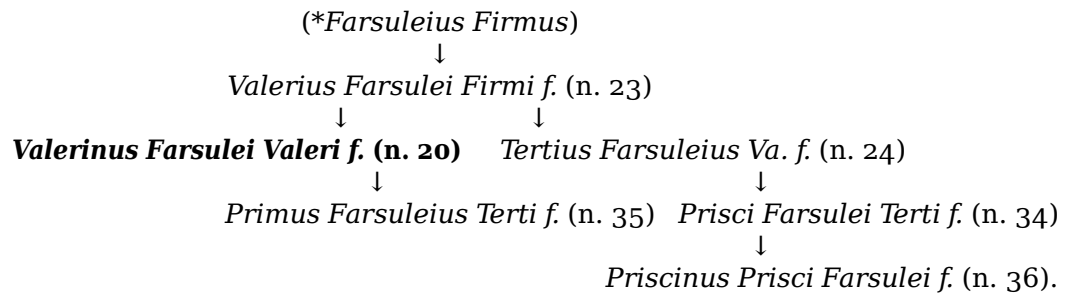 (*Farsuleius Firmus)
↓
Valerius Farsulei Firmi f. (n. 23)
↓ ↓
Valerinus Farsulei Valeri f. (n. 20) Tertius Farsuleius Va. f. (n. 24)
↓ ↓
Primus Farsuleius Terti f. (n. 35) Prisci Farsulei Terti f. (n. 34)
↓
Priscinus Prisci Farsulei f. (n. 36).